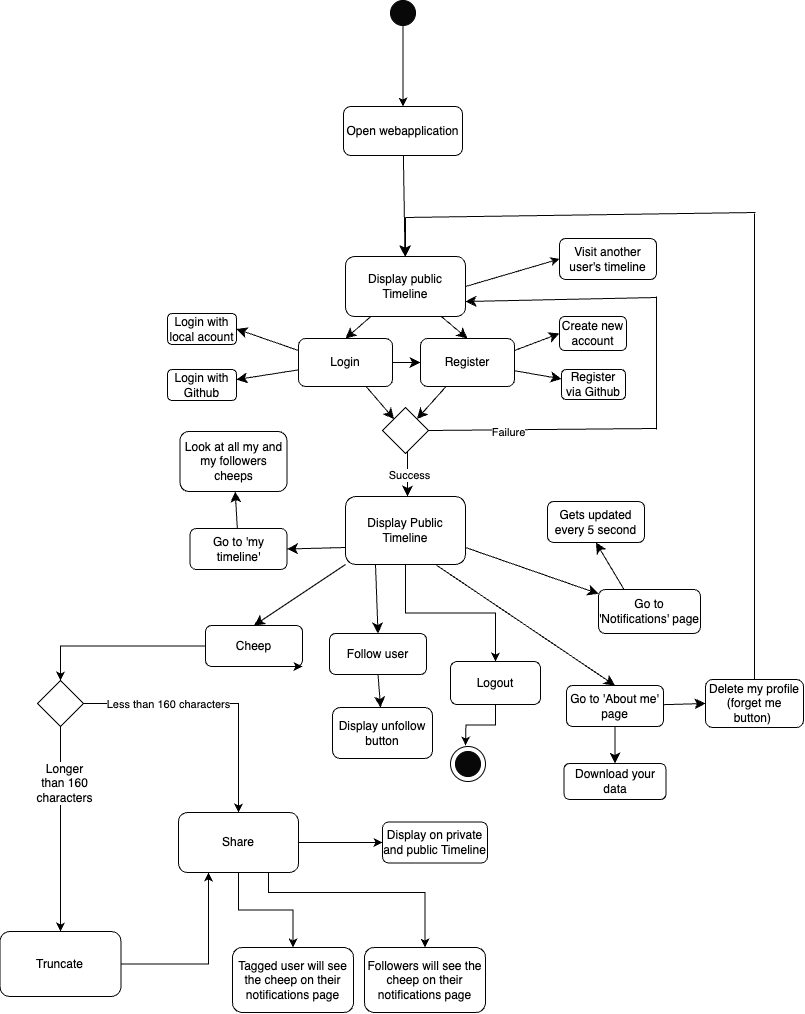 Open webapplication
Visit another
user's timeline
Display public
Timeline
Login with
local acount
Create new
account
Login
Register
Login with
Github
Register
via Github
Failure
Look at all my and
my followers
cheeps
Success
Display Public
Timeline
Gets updated
every 5 second
Go to 'my
timeline'
Go to
'Notifications' page
Cheep
Follow user
Logout
Go to 'About me'
page
Delete my profile
(forget me
button)
Less than 160 characters
Display unfollow
button
Longer
than 160
characters
Download your
data
Share
Display on private
and public Timeline
Truncate
Tagged user will see
the cheep on their
notifications page
Followers will see the
cheep on their
notifications page